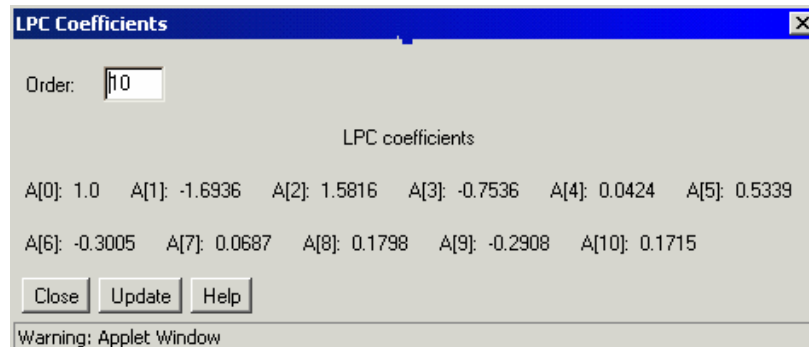 LPC Coefficients
Order: 10
LPC coefficients
A[0]: 1.0 A[1]: -1.6936 A[2]: 1.5816 A[3]: -0.7536 A[4]: 0.0424 A[5]: 0.5339
A[6]: -0.3005 A[7]: 0.0687 A[8]: 0.1798 A[9]: -0.2908 A[10]: 0.1715
Close Update Help
Warning: Applet Window